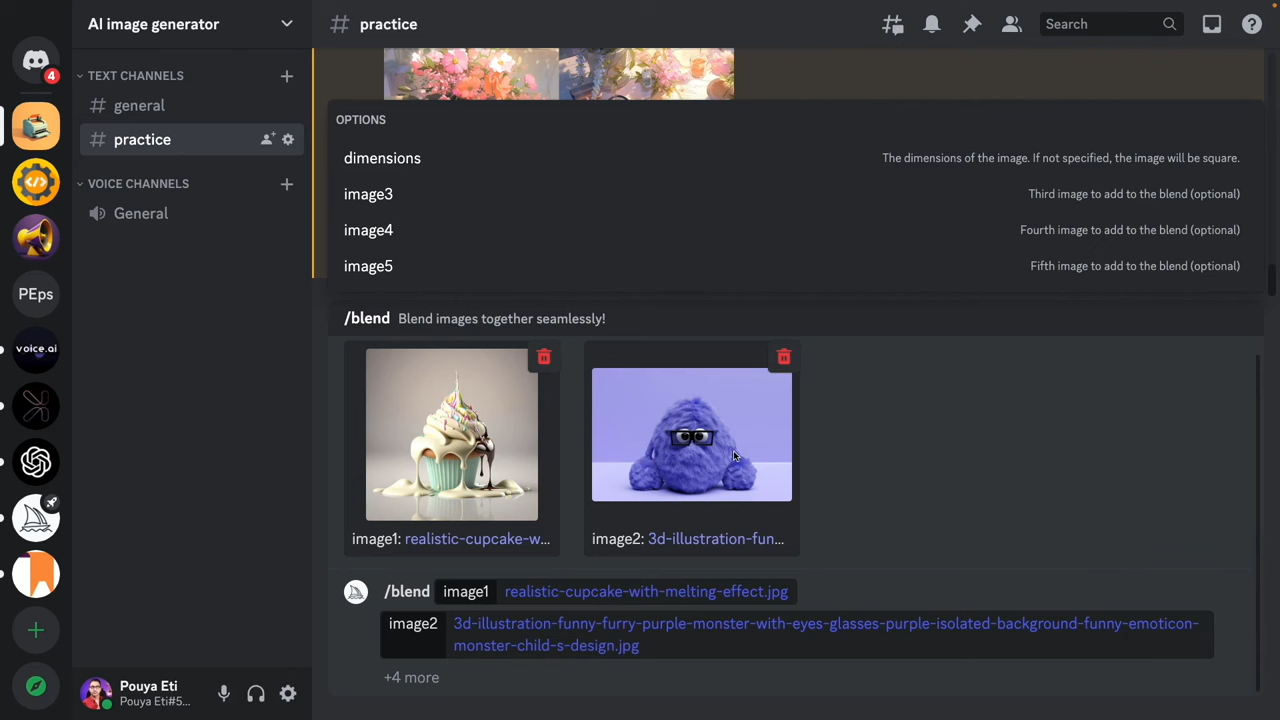 AI image generator
practice
Search
4
TEXT CHANNELS
general
practice
VOICE CHANNELS
General
PEps
voice.ai
OPTIONS
dimensions The dimensions of the image. If not specified, the image will be square.
image3 Third image to add to the blend (optional)
image4 Fourth image to add to the blend (optional)
image5 Fifth image to add to the blend (optional)
/blend Blend images together seamlessly!
image1: realistic-cupcake-w... image2: 3d-illustration-fun...
/blend image1 realistic-cupcake-with-melting-effect.jpg
image2 3d-illustration-funny-furry-purple-monster-with-eyes-glasses-purple-isolated-background-funny-emoticon-
monster-child-s-design.jpg
+4 more
Pouya Eti
Pouya Eti#5...